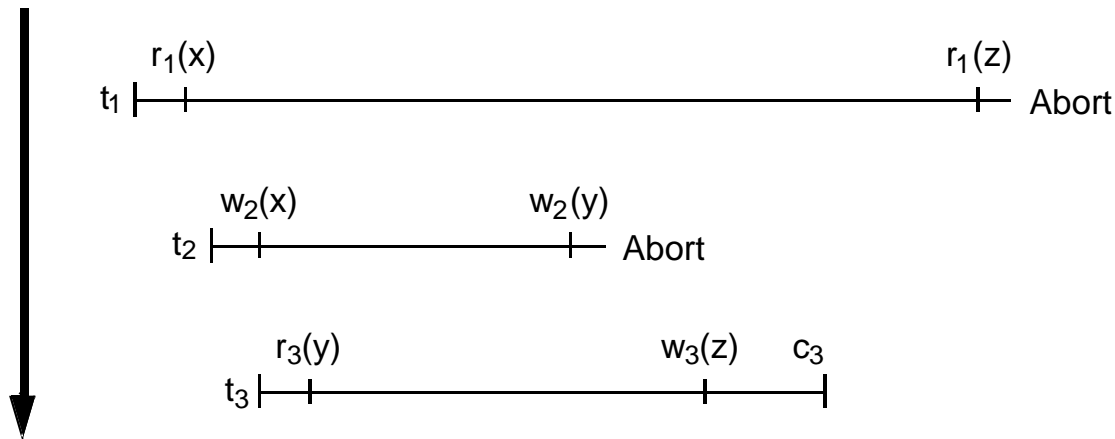 r₁(x) r₁(z)
t₁ Abort
w₂(x) w₂(y)
t₂ Abort
r₃(y) w₃(z) c₃
t₃